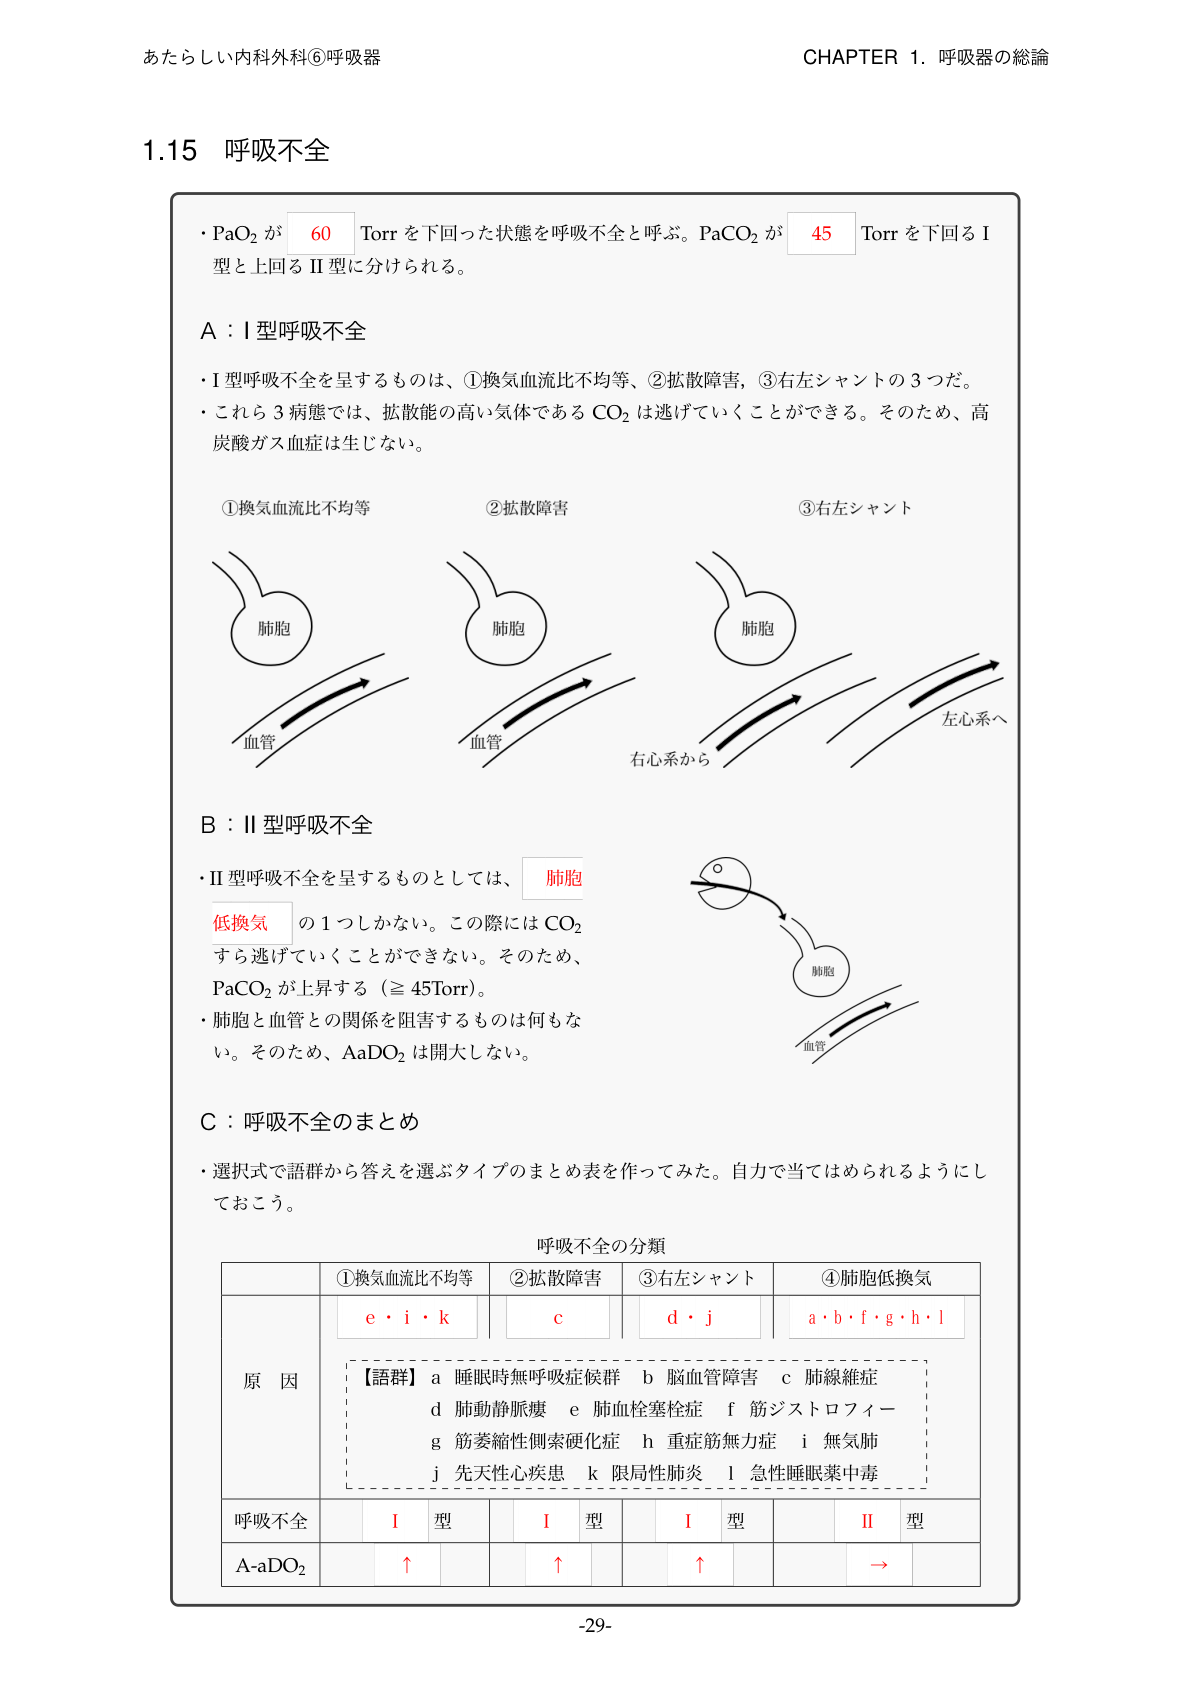 あたらしい内科外科⑥呼吸器 CHAPTER 1. 呼吸器の総論
1.15 呼吸不全
・PaO2 が 60 Torr を下回った状態を呼吸不全と呼ぶ。PaCO2 が 45 Torr を下回る I
型と上回る II 型に分けられる。
A：I 型呼吸不全
・I 型呼吸不全を呈するものは、①換気血流比不均等、②拡散障害，③右左シャントの 3 つだ。
・これら 3 病態では、拡散能の高い気体である CO2 は逃げていくことができる。そのため、高
炭酸ガス血症は生じない。
①換気血流比不均等 ②拡散障害 ③右左シャント
肺胞 肺胞 肺胞
血管 血管 右心系から 左心系へ
B：II 型呼吸不全
・II 型呼吸不全を呈するものとしては、 肺胞
低換気 の 1 つしかない。この際には CO2
すら逃げていくことができない。そのため、
PaCO2 が上昇する（≧ 45Torr）。
・肺胞と血管との関係を阻害するものは何もな
い。そのため、AaDO2 は開大しない。
肺胞
血管
C：呼吸不全のまとめ
・選択式で語群から答えを選ぶタイプのまとめ表を作ってみた。自力で当てはめられるようにし
ておこう。
呼吸不全の分類
①換気血流比不均等 ②拡散障害 ③右左シャント ④肺胞低換気
e・i・k c d・j a・b・f・g・h・l
原 因
【語群】 a 睡眠時無呼吸症候群 b 脳血管障害 c 肺線維症
d 肺動静脈瘻 e 肺血栓塞栓症 f 筋ジストロフィー
g 筋萎縮性側索硬化症 h 重症筋無力症 i 無気肺
j 先天性心疾患 k 限局性肺炎 l 急性睡眠薬中毒
呼吸不全 I 型 I 型 I 型 II 型
A-aDO2 ↑ ↑ ↑ →
-29-